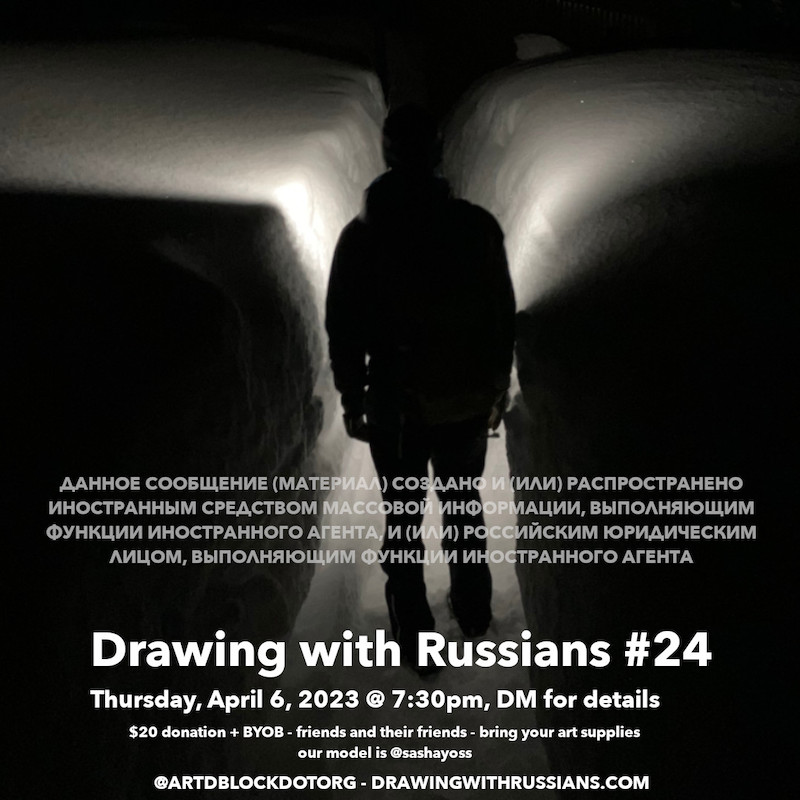 ДАННОЕ СООБЩЕНИЕ (МАТЕРИАЛ) СОЗДАНО И (ИЛИ) РАСПРОСТРАНЕНО
ИНОСТРАННЫМ СРЕДСТВОМ МАССОВОЙ ИНФОРМАЦИИ, ВЫПОЛНЯЮЩИМ
ФУНКЦИИ ИНОСТРАННОГО АГЕНТА, И (ИЛИ) РОССИЙСКИМ ЮРИДИЧЕСКИМ
ЛИЦОМ, ВЫПОЛНЯЮЩИМ ФУНКЦИИ ИНОСТРАННОГО АГЕНТА
Drawing with Russians #24
Thursday, April 6, 2023 @ 7:30pm, DM for details
$20 donation + BYOB - friends and their friends - bring your art supplies
our model is @sashayoss
@ARTDBLOCKDOTORG - DRAWINGWITHRUSSIANS.COM